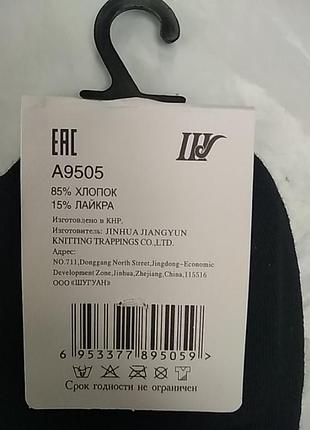 EAC
A9505
85% ХЛОПОК
15% ЛАЙКРА
Изготовлено в КНР.
Изготовитель: JINHUA JIANGYUN
KNITTING TRAPPINGS CO.,LTD.
Адрес:
NO.711,Donggang North Street,Jingdong-Economic
Development Zone,Jinhua,Zhejiang,China,115516
ООО «ШУГУАН»
6 953377 895059 >
Срок годности не ограничен